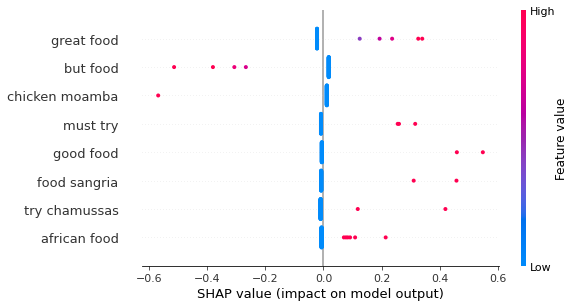 High
great food
but food
chicken moamba
must try
good food
food sangria
try chamussas
african food
Feature value
Low
−0.6 −0.4 −0.2 0.0 0.2 0.4 0.6
SHAP value (impact on model output)